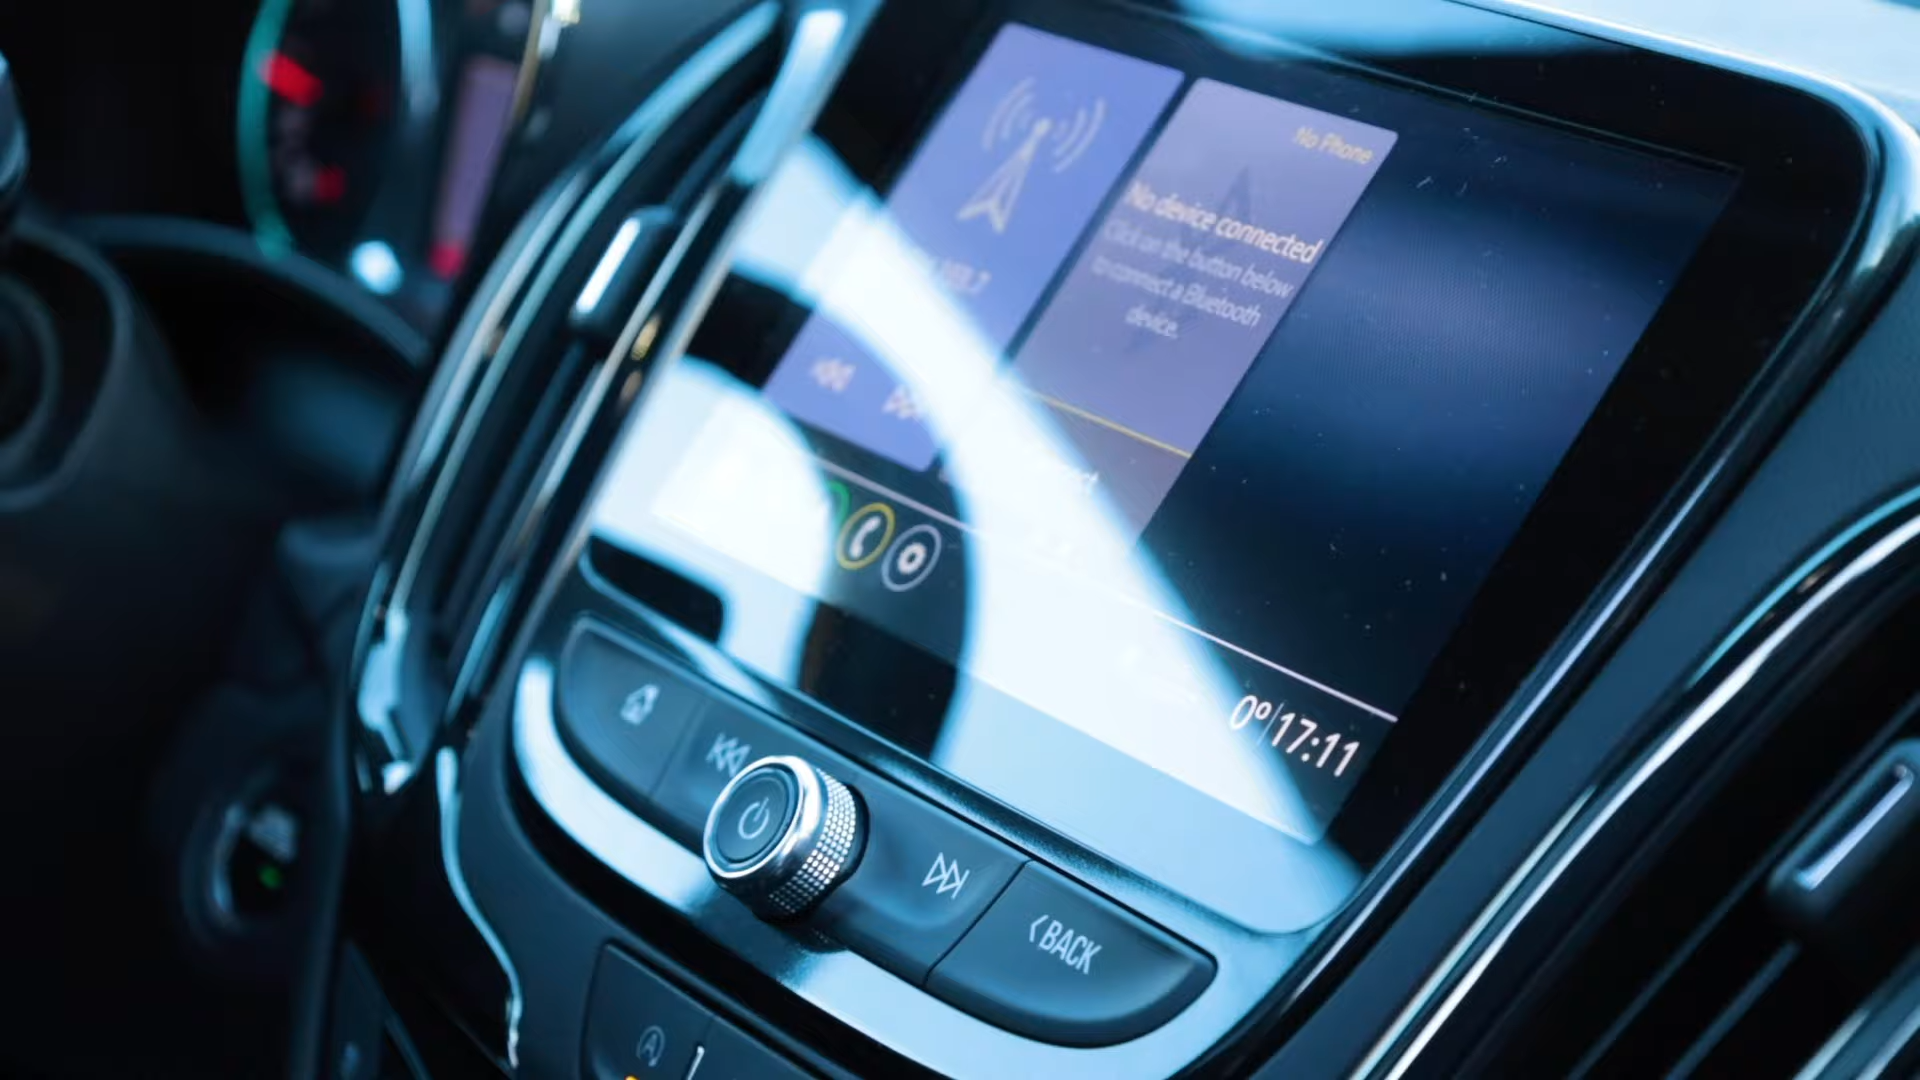 No Phone
No device connected
Click on the button below
to connect a Bluetooth
device.
0°|17:11
<BACK
A